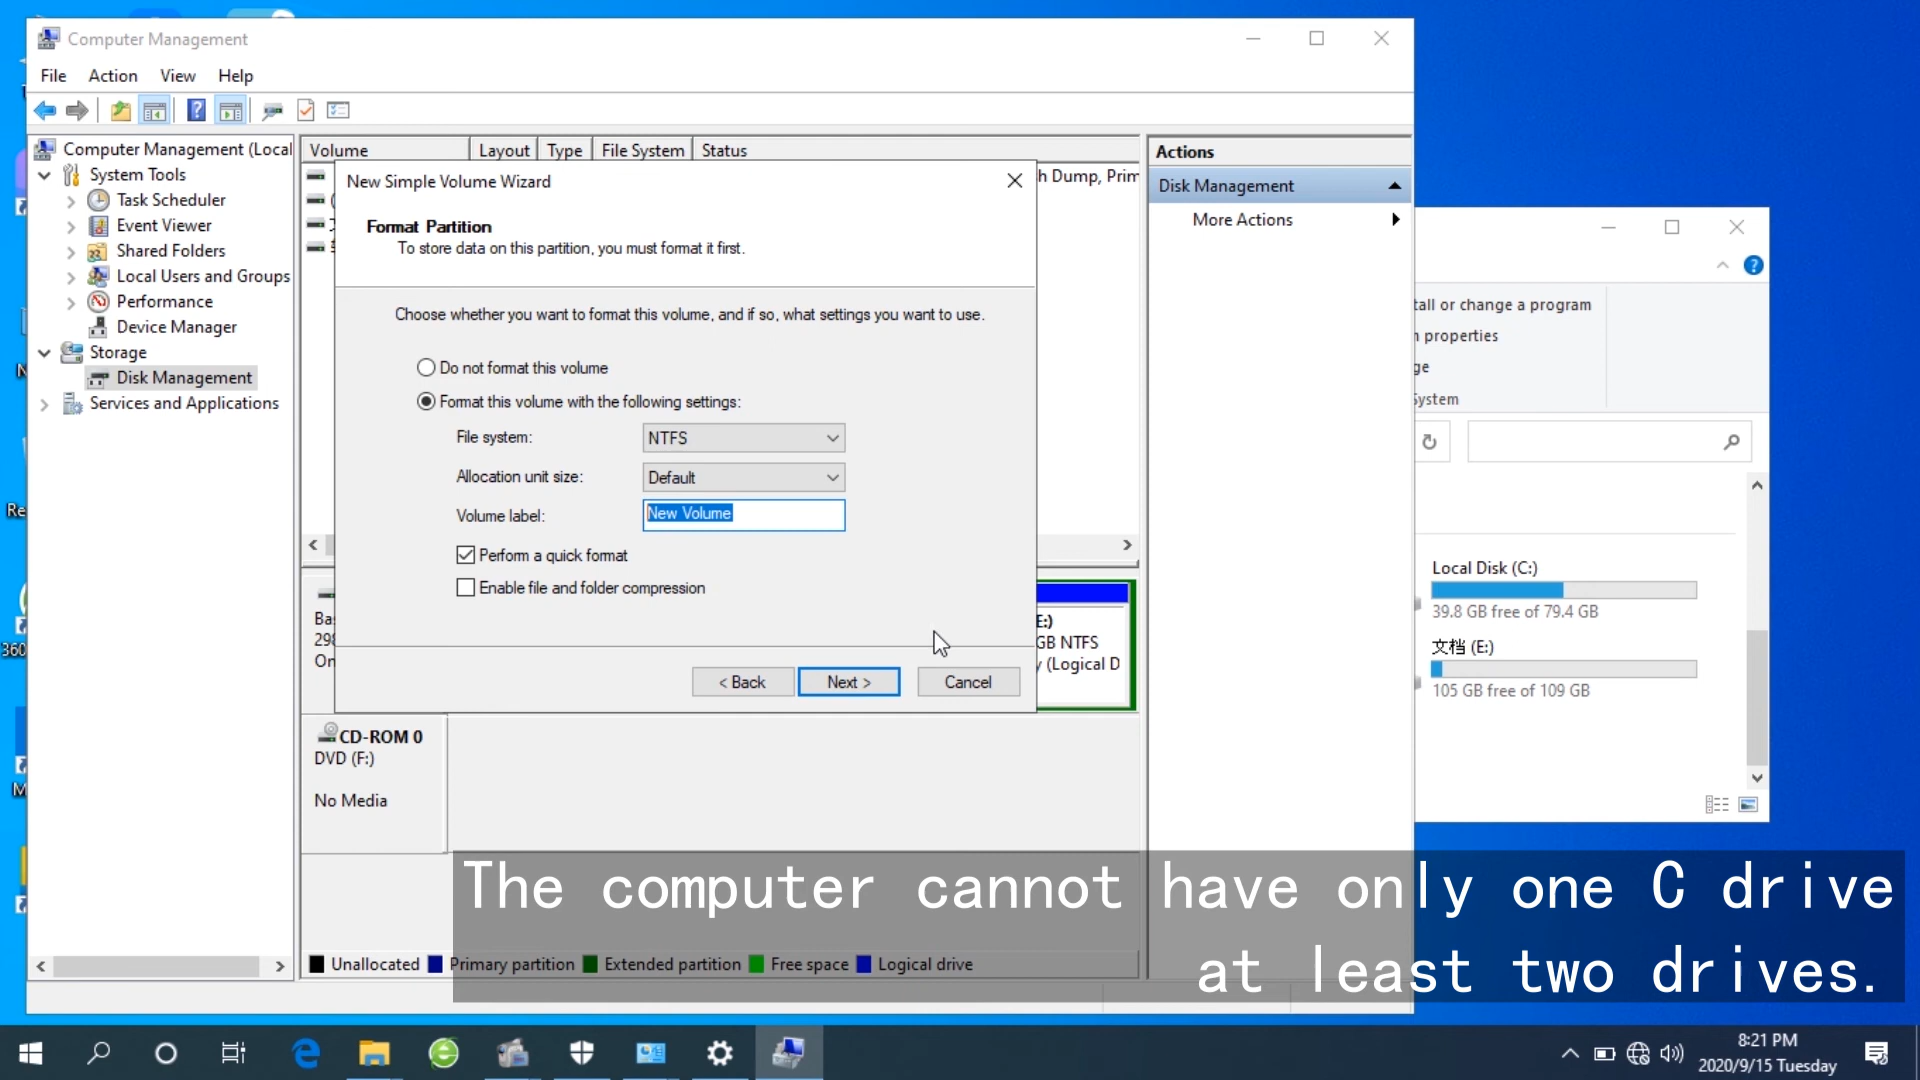 Computer Management
File Action View Help
Computer Management (Local
System Tools
Task Scheduler
Event Viewer
Shared Folders
Local Users and Groups
Performance
Device Manager
Storage
Disk Management
Services and Applications
Volume Layout Type File System Status
h Dump, Prim
New Simple Volume Wizard
Format Partition
To store data on this partition, you must format it first.
Choose whether you want to format this volume, and if so, what settings you want to use.
Do not format this volume
Format this volume with the following settings:
File system: NTFS
Allocation unit size: Default
Volume label: New Volume
Perform a quick format
Enable file and folder compression
< Back Next > Cancel
Ba
298
On
E:)
GB NTFS
y (Logical D
CD-ROM 0
DVD (F:)
No Media
Unallocated Primary partition Extended partition Free space Logical drive
Actions
Disk Management
More Actions
tall or change a program
properties
ge
System
Local Disk (C:)
39.8 GB free of 79.4 GB
文档 (E:)
105 GB free of 109 GB
Re
360
M
The computer cannot have only one C drive
at least two drives.
8:21 PM
2020/9/15 Tuesday